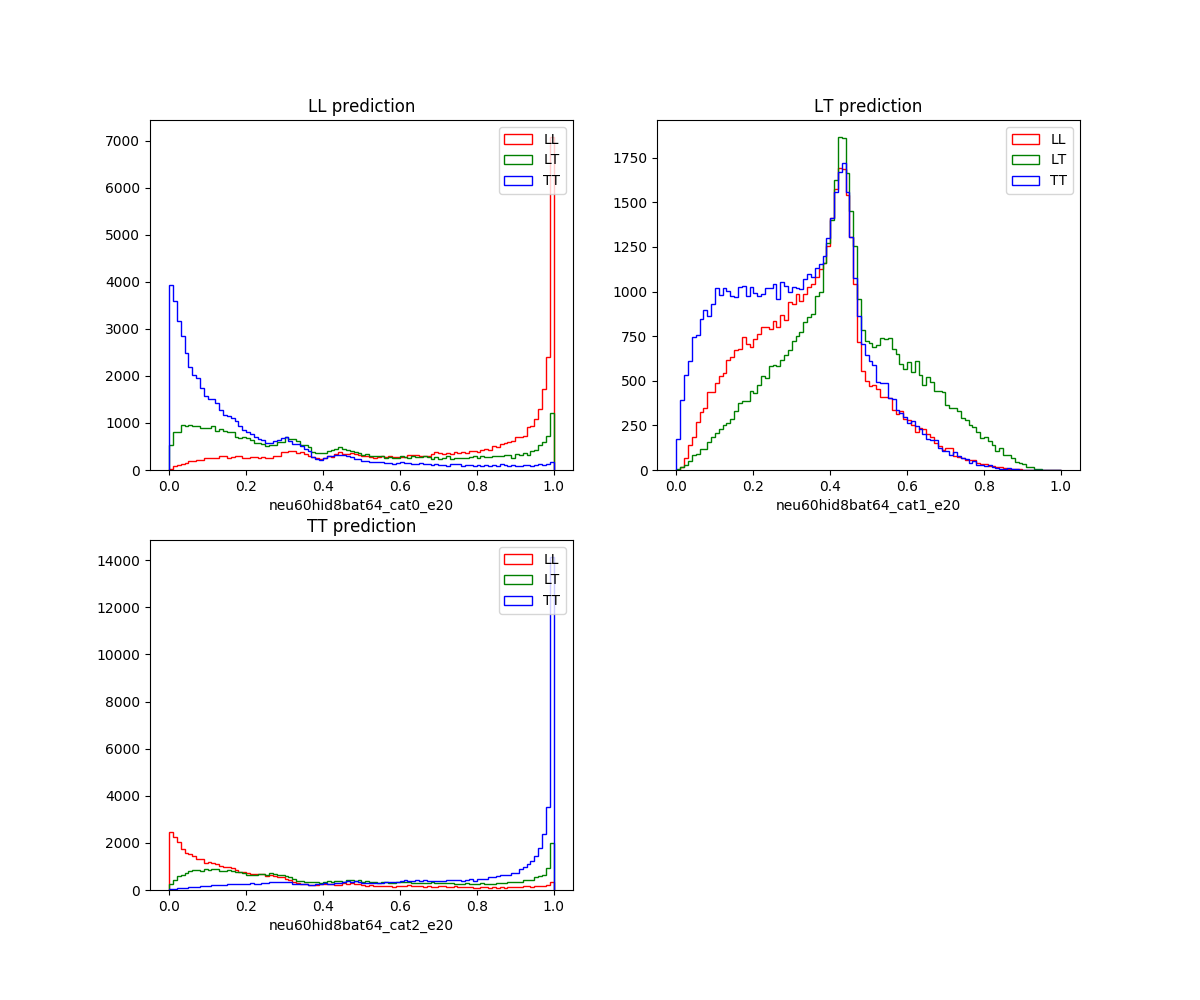 LL prediction
7000
6000
5000
4000
3000
2000
1000
0
LL
LT
TT
0.0 0.2 0.4 0.6 0.8 1.0
neu60hid8bat64_cat0_e20
LT prediction
1750
1500
1250
1000
750
500
250
0
LL
LT
TT
0.0 0.2 0.4 0.6 0.8 1.0
neu60hid8bat64_cat1_e20
TT prediction
14000
12000
10000
8000
6000
4000
2000
0
LL
LT
TT
0.0 0.2 0.4 0.6 0.8 1.0
neu60hid8bat64_cat2_e20